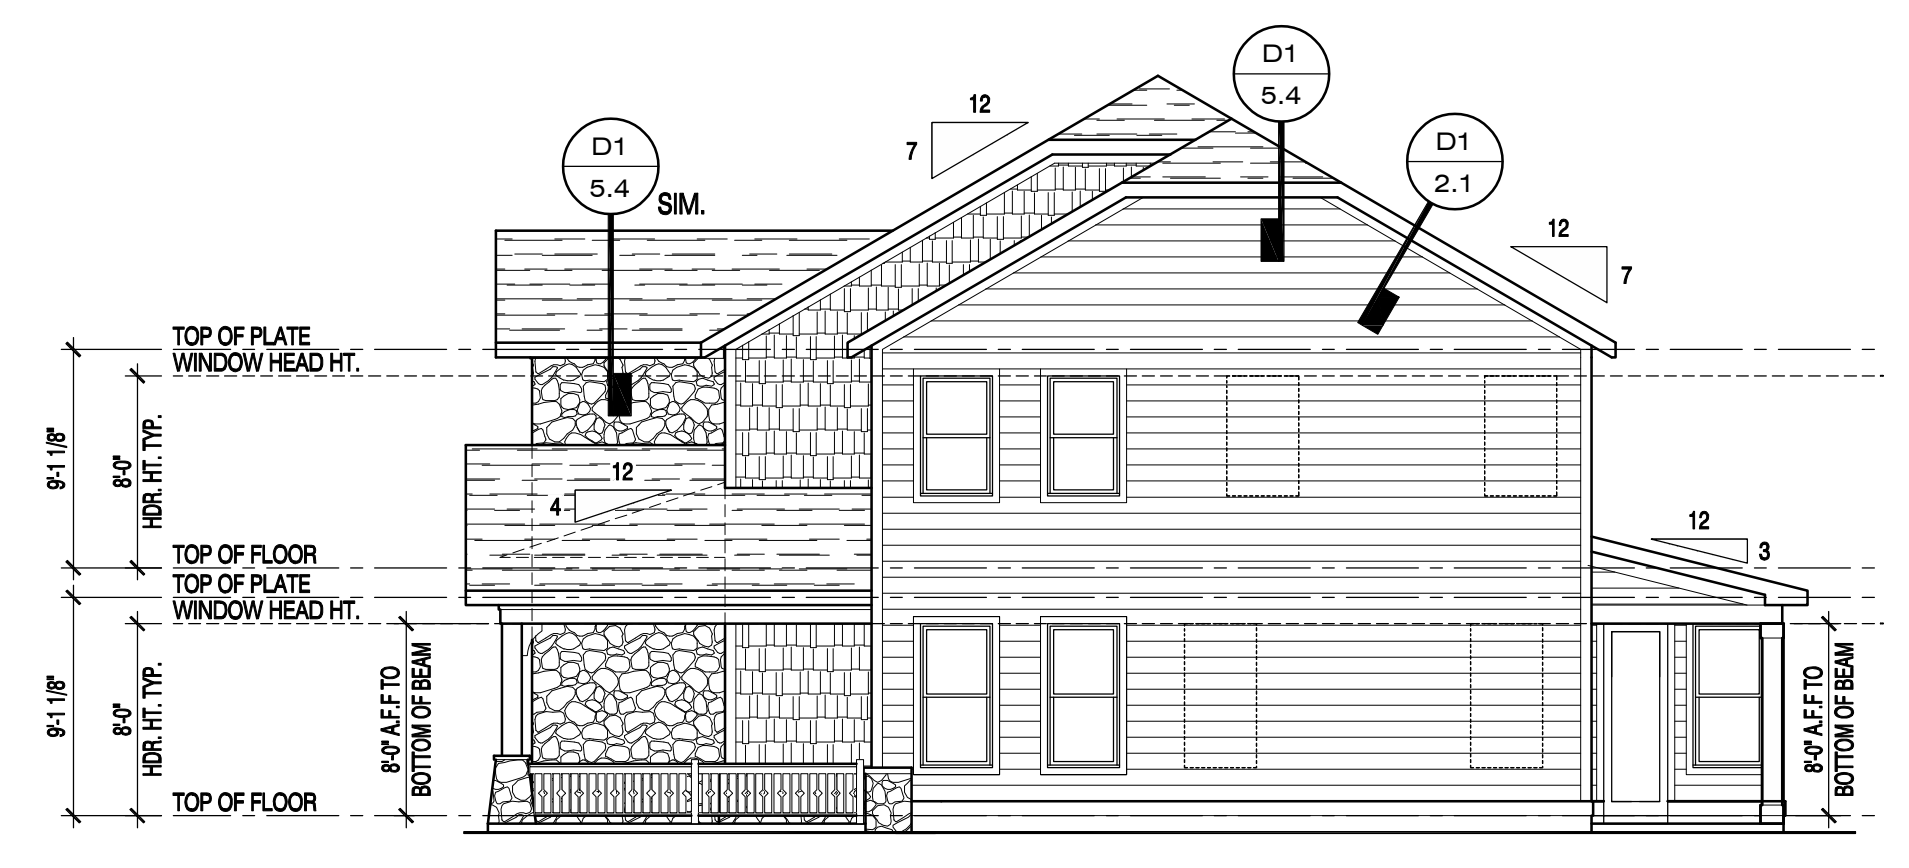 D1
5.4
12
7
D1
2.1
D1
5.4
SIM.
12
7
TOP OF PLATE
WINDOW HEAD HT.
9'-1 1/8"
8'-0"
HDR. HT. TYP.
12
4
12
3
TOP OF FLOOR
TOP OF PLATE
WINDOW HEAD HT.
9'-1 1/8"
8'-0"
HDR. HT. TYP.
8'-0" A.F.F TO
BOTTOM OF BEAM
8'-0" A.F.F TO
BOTTOM OF BEAM
TOP OF FLOOR